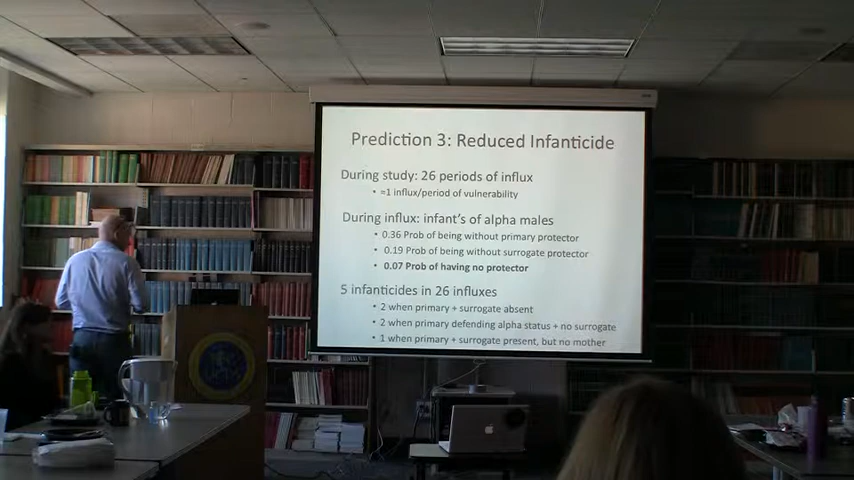 Prediction 3: Reduced Infanticide
During study: 26 periods of influx
• =1 influx/period of vulnerability
During influx: infant's of alpha males
• 0.36 Prob of being without primary protector
• 0.19 Prob of being without surrogate protector
• 0.07 Prob of having no protector
5 infanticides in 26 influxes
• 2 when primary + surrogate absent
• 2 when primary defending alpha status + no surrogate
• 1 when primary + surrogate present, but no mother